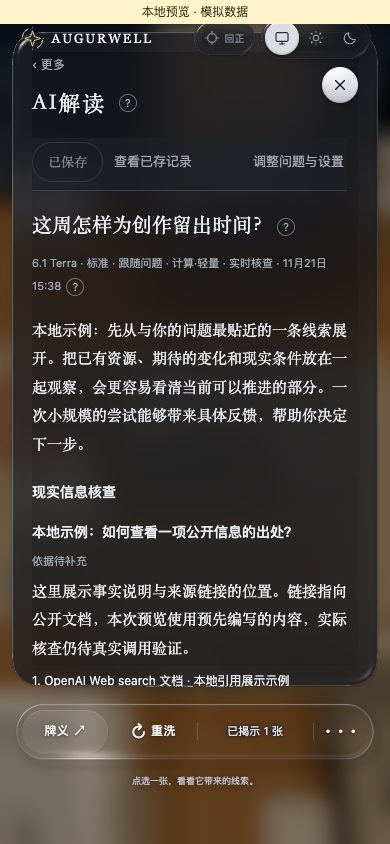 本地预览 · 模拟数据
AUGURWELL
回正
‹ 更多
AI解读 ?
已保存 查看已存记录 调整问题与设置
这周怎样为创作留出时间? ?
6.1 Terra · 标准 · 跟随问题 · 计算·轻量 · 实时核查 · 11月21日
15:38 ?
本地示例：先从与你的问题最贴近的一条线索展
开。把已有资源、期待的变化和现实条件放在一
起观察，会更容易看清当前可以推进的部分。一
次小规模的尝试能够带来具体反馈，帮助你决定
下一步。
现实信息核查
本地示例：如何查看一项公开信息的出处?
依据待补充
这里展示事实说明与来源链接的位置。链接指向
公开文档，本次预览使用预先编写的内容，实际
核查仍待真实调用验证。
1. OpenAI Web search 文档 · 本地引用展示示例
牌义 ↗ 重洗 已揭示 1 张 •••
点选一张，看看它带来的线索。